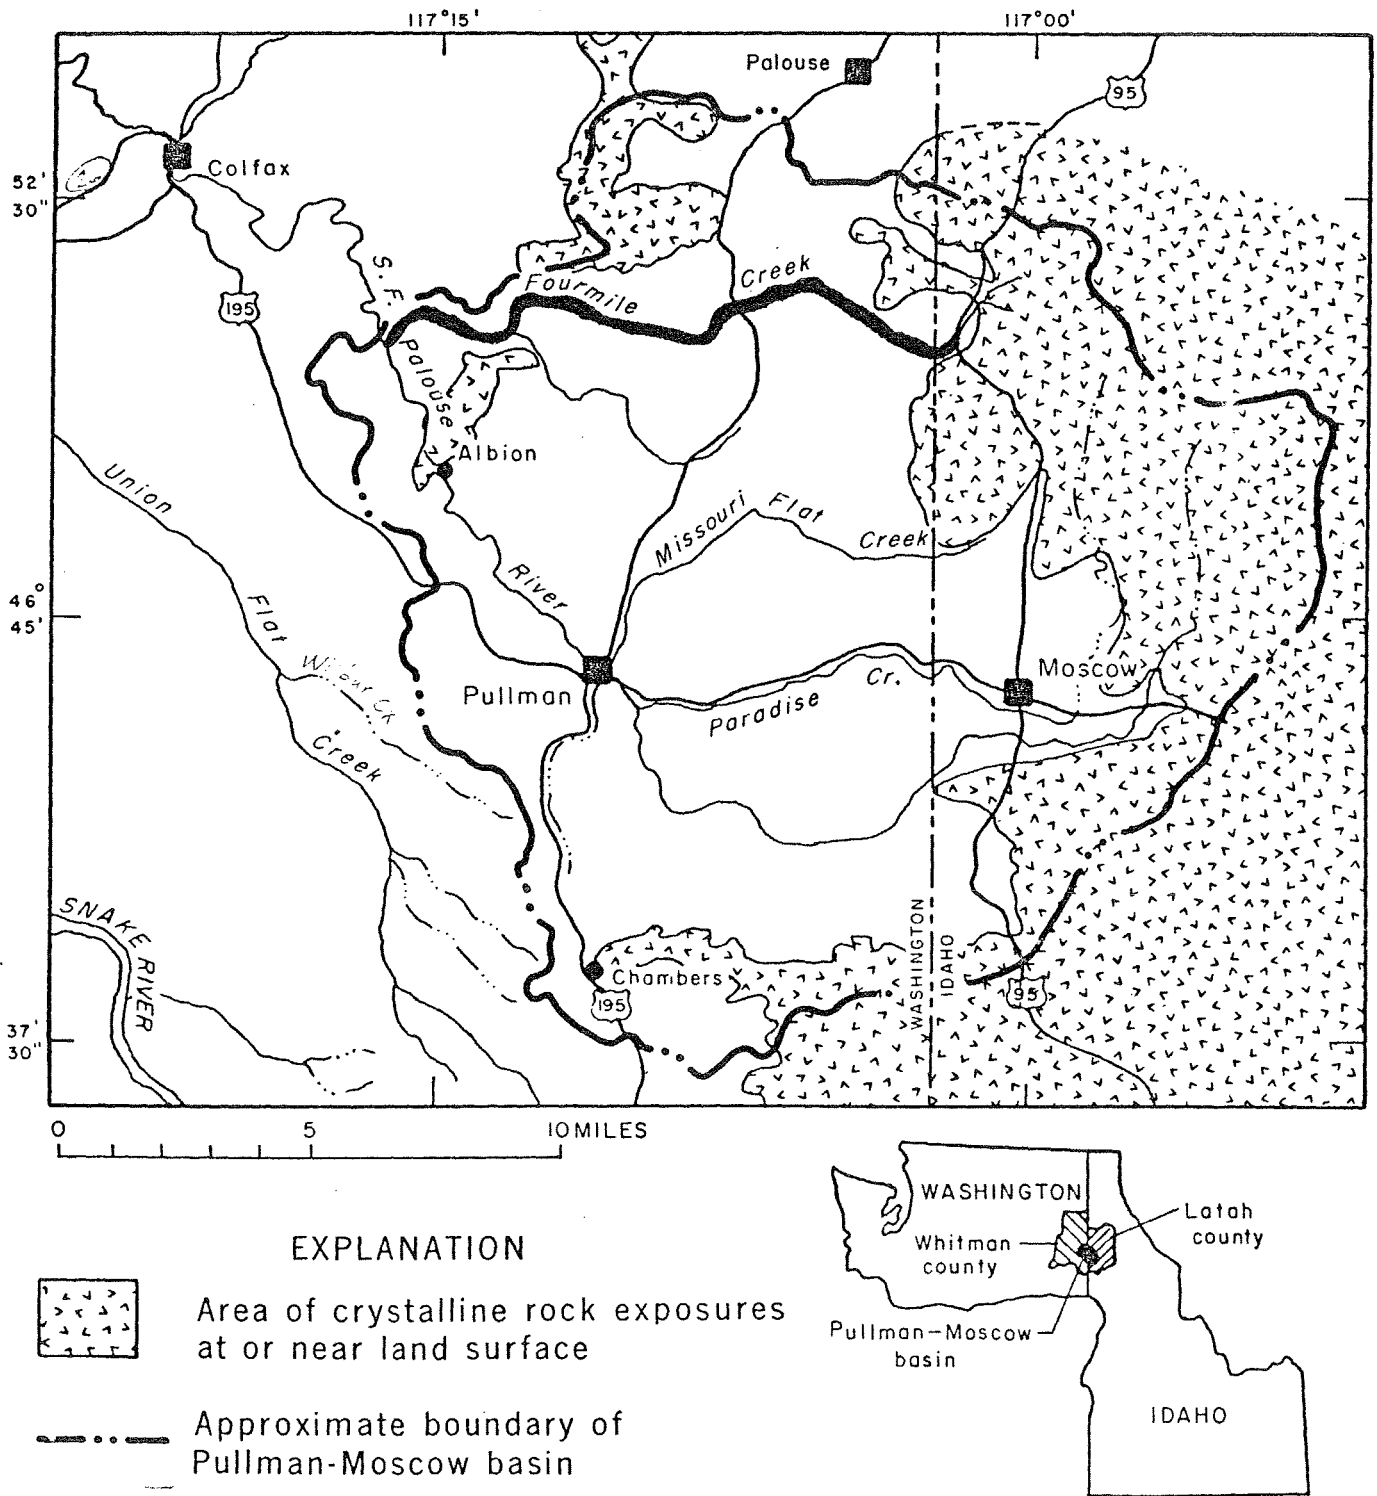 117°15'
117°00'
Palouse
95
Colfax
52'
30"
S. F.
Fourmile
Creek
195
Palouse
Albion
Union
Missouri Flat
Creek
River
46°
45'
Flat
Wilbur Ck
Moscow
Cr.
Pullman
Paradise
Creek
SNAKE
RIVER
WASHINGTON
IDAHO
Chambers
195
95
37'
30"
0 5 10 MILES
WASHINGTON
Latah
county
Whitman
county
Pullman-Moscow
basin
IDAHO
EXPLANATION
Area of crystalline rock exposures
at or near land surface
Approximate boundary of
Pullman-Moscow basin